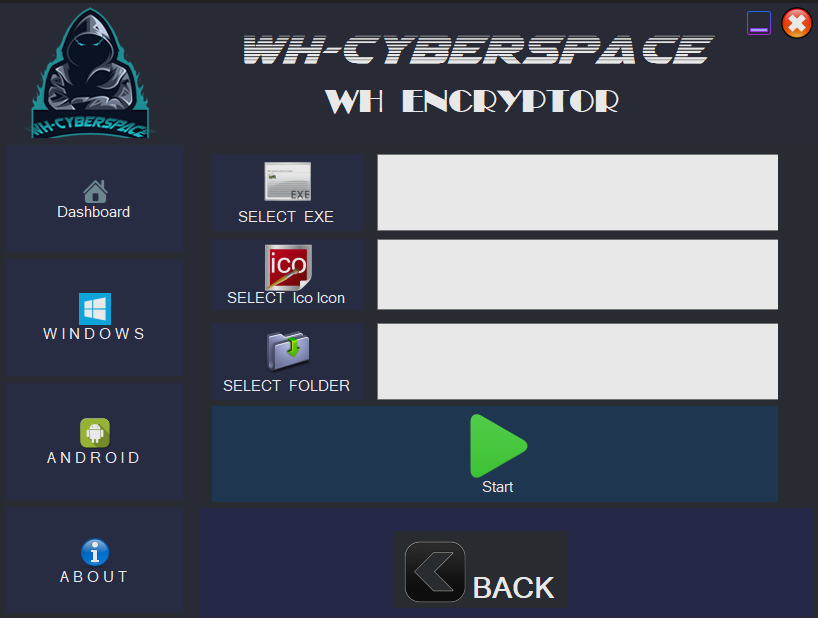 WH-CYBERSPACE
WH-CYBERSPACE
WH ENCRYPTOR
Dashboard
WINDOWS
ANDROID
ABOUT
EXE
SELECT EXE
ico
SELECT Ico Icon
SELECT FOLDER
Start
BACK